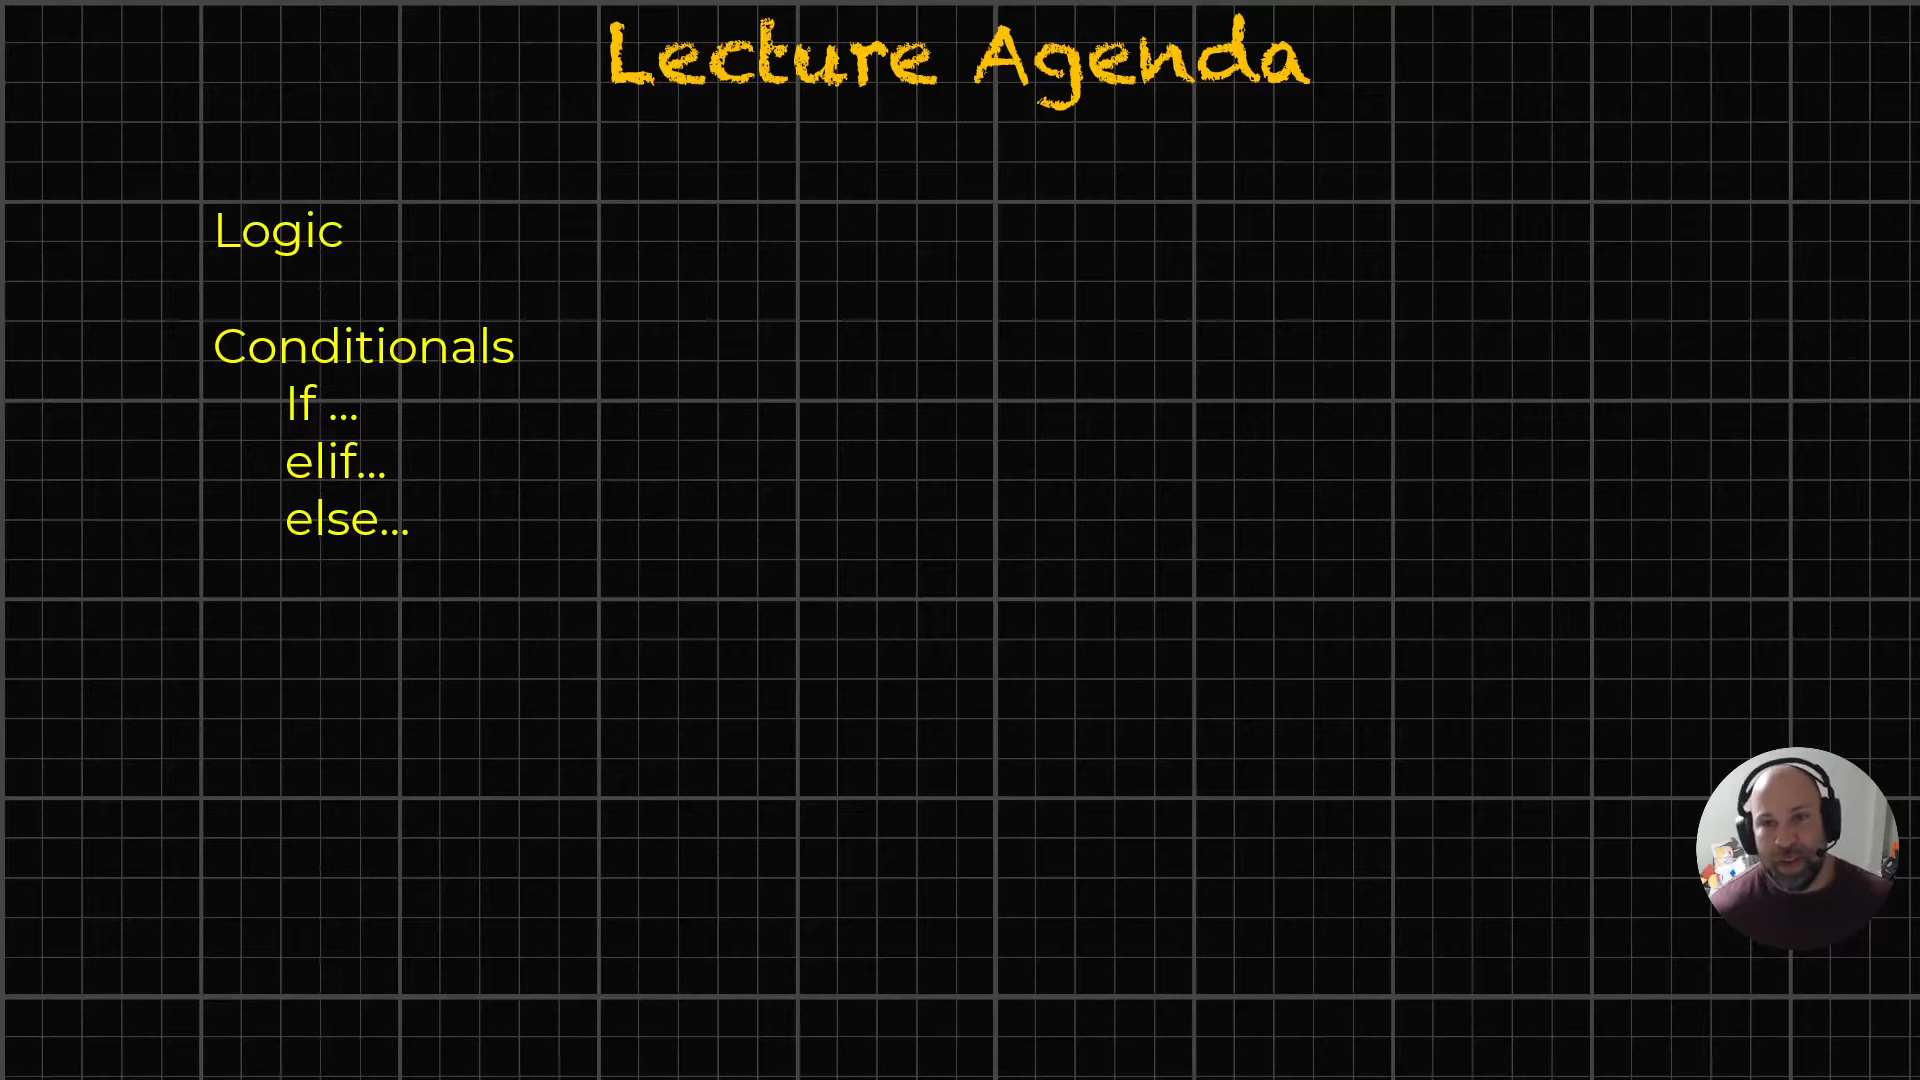 Lecture Agenda
Logic
Conditionals
If ...
elif...
else...